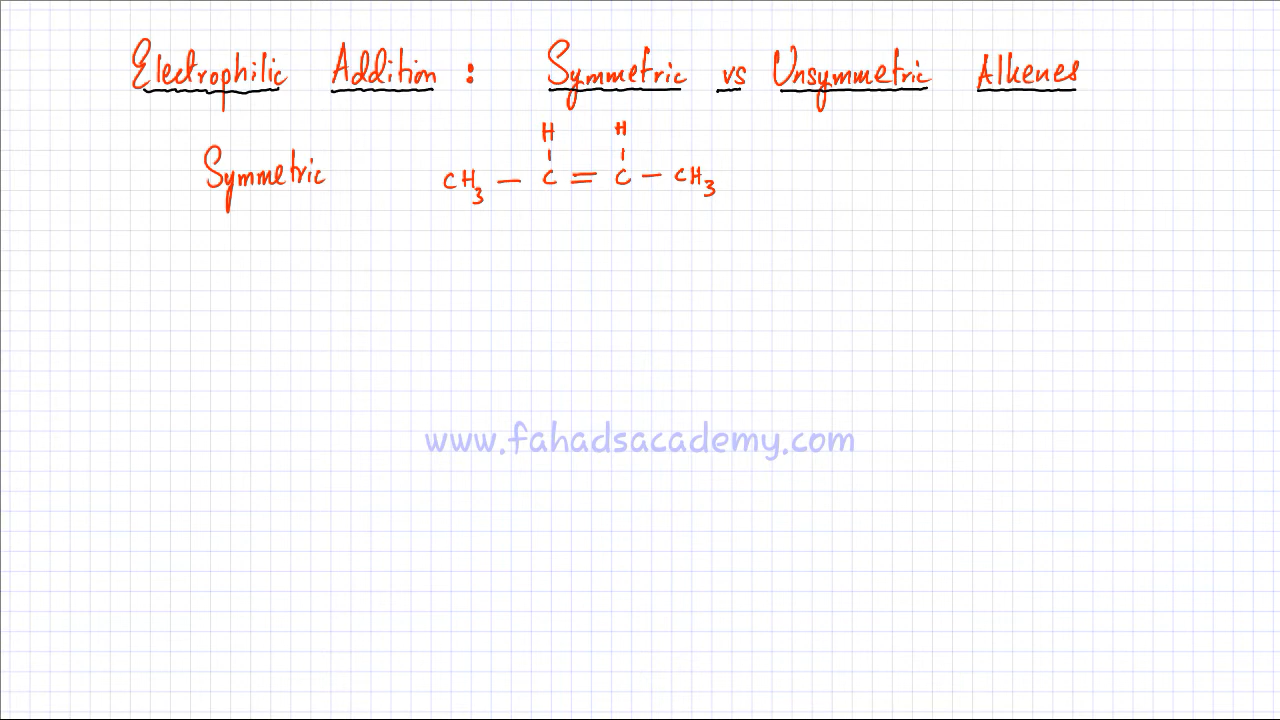 Electrophilic Addition : Symmetric vs Unsymmetric Alkenes
H H
Symmetric CH3 – C = C – CH3
www.fahadsacademy.com